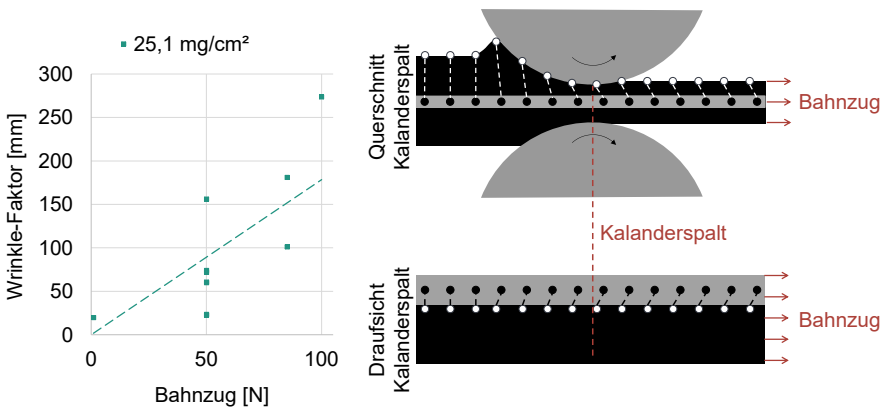 25,1 mg/cm²
300
250
200
150
100
50
0
0
50
100
Wrinkle-Faktor [mm]
Bahnzug [N]
Querschnitt
Kalanderspalt
Bahnzug
Kalanderspalt
Draufsicht
Kalanderspalt
Bahnzug